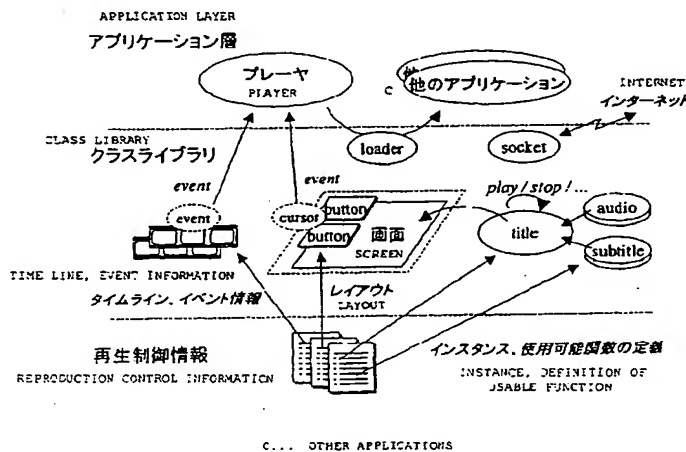 APPLICATION LAYER
アプリケーション層
プレーヤ
PLAYER
他のアプリケーション
C
INTERNET
インターネット
CLASS LIBRARY
クラスライブラリ
loader
socket
event
event
event
cursor
button
button
画面
SCREEN
play / stop / ...
title
audio
subtitle
TIME LINE, EVENT INFORMATION
タイムライン、イベント情報
レイアウト
LAYOUT
再生制御情報
REPRODUCTION CONTROL INFORMATION
インスタンス、使用可能関数の定義
INSTANCE, DEFINITION OF
USABLE FUNCTION
C... OTHER APPLICATIONS